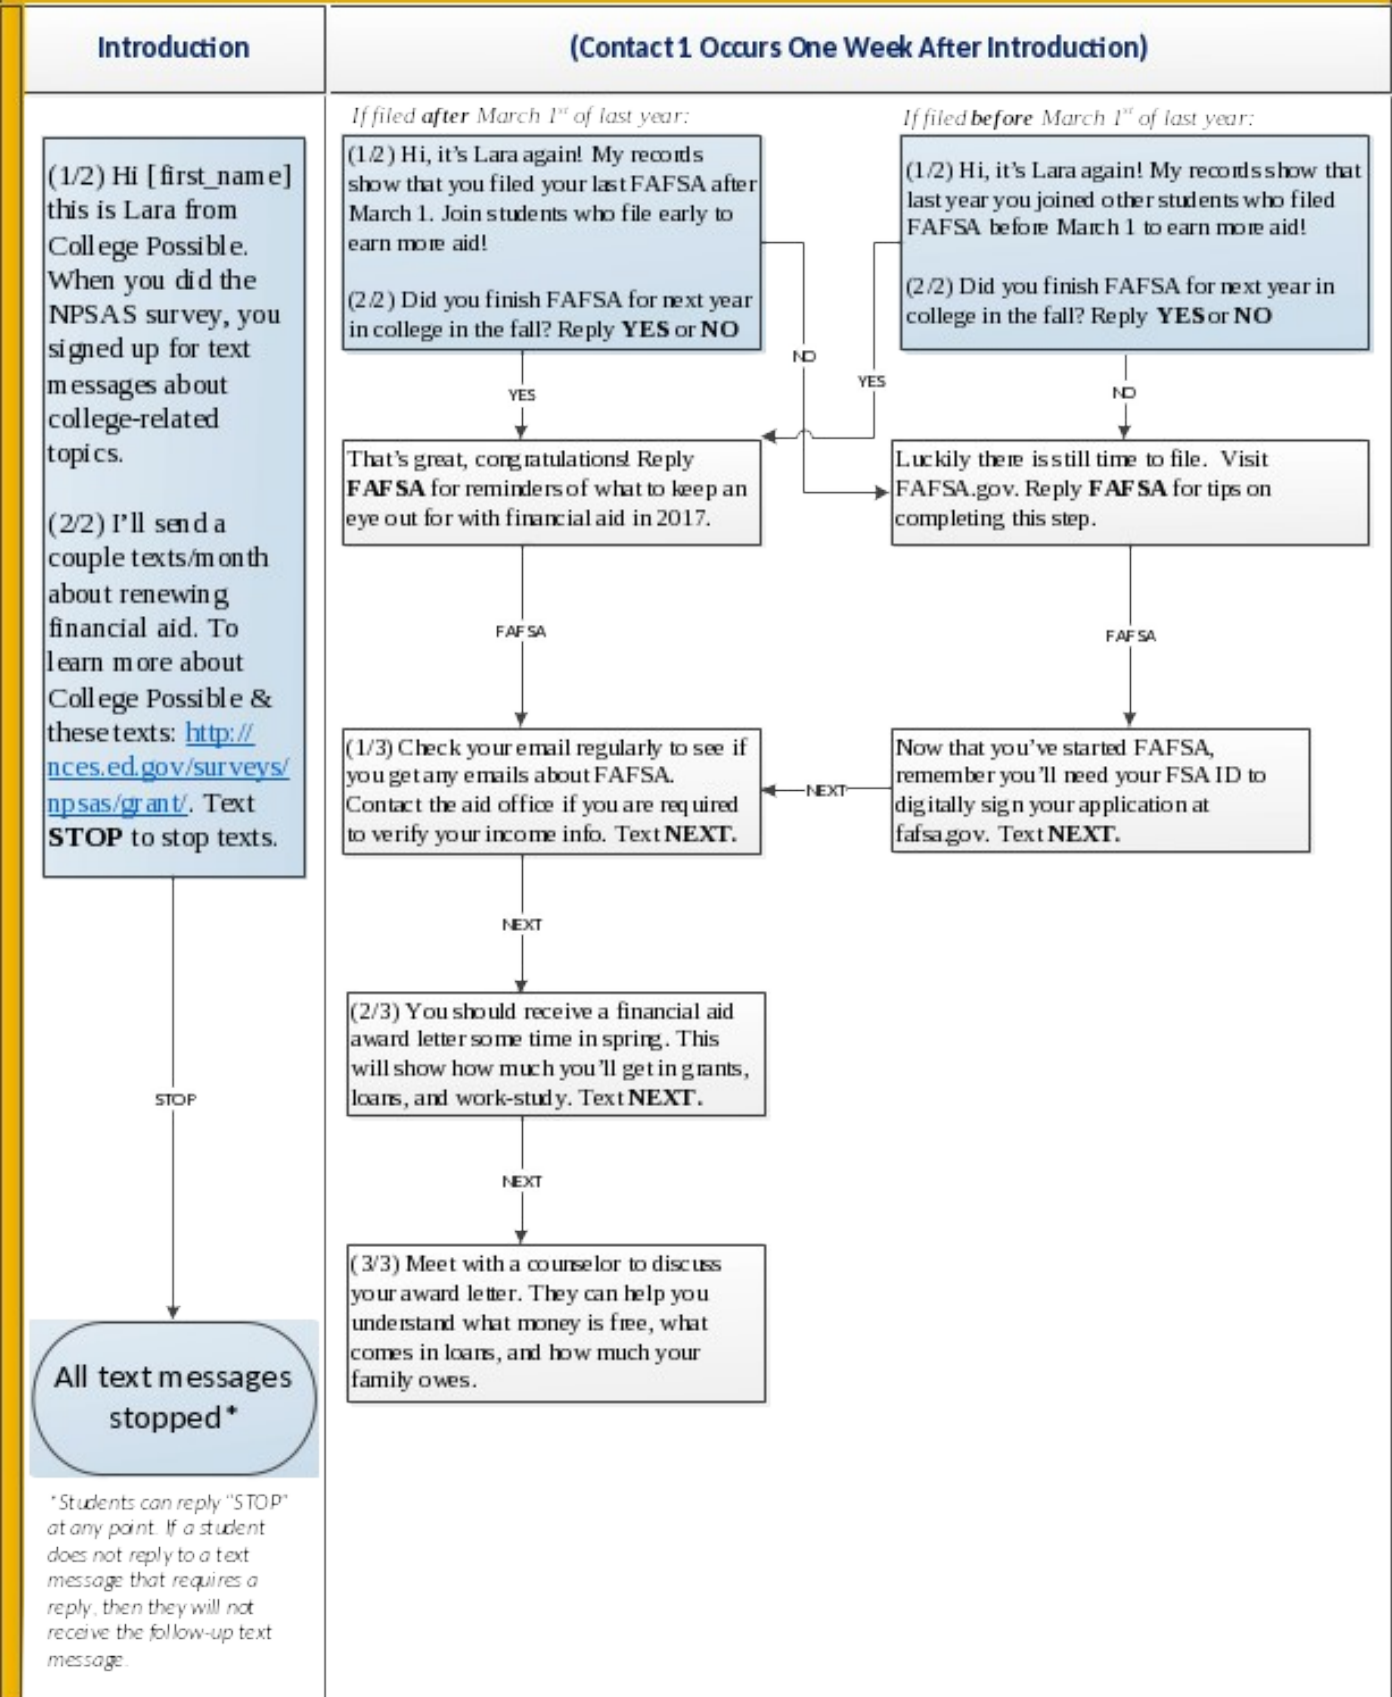 Introduction
(1/2) Hi [first_name]
this is Lara from
College Possible.
When you did the
NPSAS survey, you
signed up for text
messages about
college-related
topics.
(2/2) I’ll send a
couple texts/month
about renewing
financial aid. To
learn more about
College Possible &
these texts: http://
nces.ed.gov/surveys/
npsas/grant/. Text
STOP to stop texts.
STOP
All text messages
stopped*
*Students can reply "STOP"
at any point. If a student
does not reply to a text
message that requires a
reply, then they will not
receive the follow-up text
message.
(Contact 1 Occurs One Week After Introduction)
If filed after March 1st of last year:
(1/2) Hi, it’s Lara again! My records
show that you filed your last FAFSA after
March 1. Join students who file early to
earn more aid!
(2/2) Did you finish FAFSA for next year
in college in the fall? Reply YES or NO
If filed before March 1st of last year:
(1/2) Hi, it’s Lara again! My records show that
last year you joined other students who filed
FAFSA before March 1 to earn more aid!
(2/2) Did you finish FAFSA for next year in
college in the fall? Reply YES or NO
NO
YES
YES
NO
That’s great, congratulations! Reply
FAFSA for reminders of what to keep an
eye out for with financial aid in 2017.
Luckily there is still time to file. Visit
FAFSA.gov. Reply FAFSA for tips on
completing this step.
FAFSA
FAFSA
(1/3) Check your email regularly to see if
you get any emails about FAFSA.
Contact the aid office if you are required
to verify your income info. Text NEXT.
NEXT
Now that you’ve started FAFSA,
remember you’ll need your FSA ID to
digitally sign your application at
fafsa.gov. Text NEXT.
NEXT
(2/3) You should receive a financial aid
award letter some time in spring. This
will show how much you’ll get in grants,
loans, and work-study. Text NEXT.
NEXT
(3/3) Meet with a counselor to discuss
your award letter. They can help you
understand what money is free, what
comes in loans, and how much your
family owes.